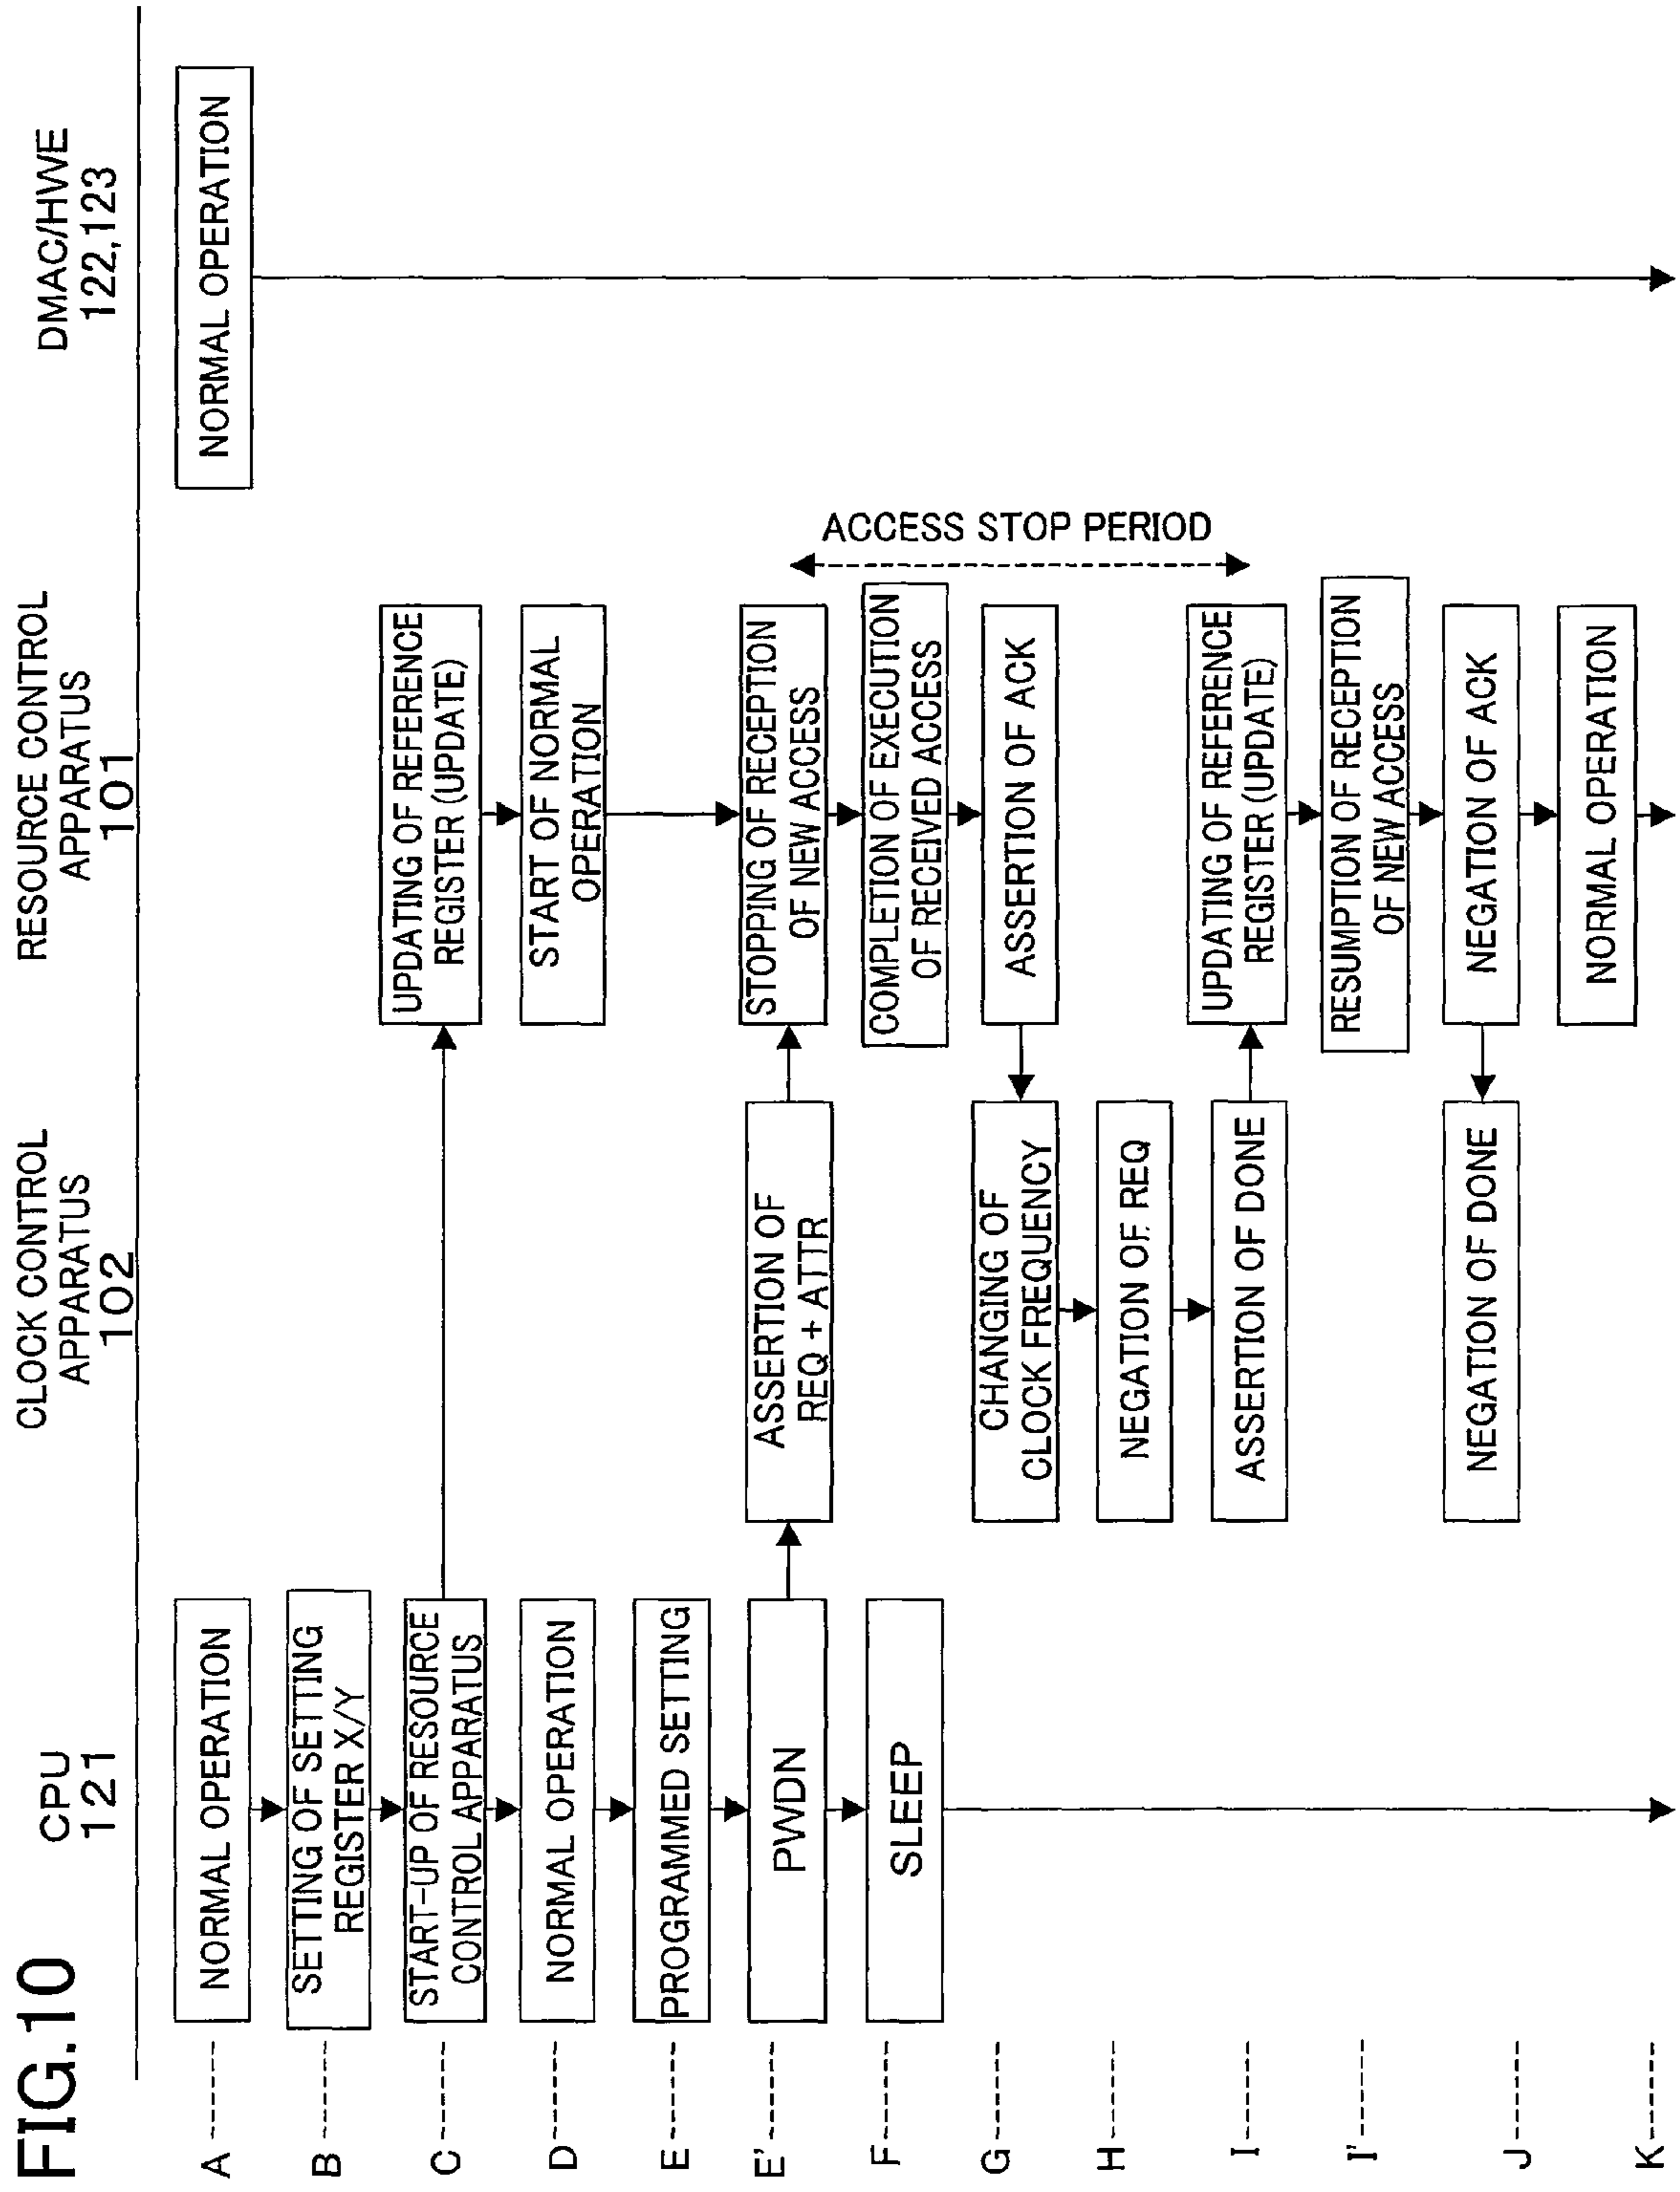 FIG.10
CPU
121
CLOCK CONTROL
APPARATUS
102
RESOURCE CONTROL
APPARATUS
101
DMAC/HWE
122,123
A
NORMAL OPERATION
NORMAL OPERATION
B
SETTING OF SETTING
REGISTER X/Y
C
START-UP OF RESOURCE
CONTROL APPARATUS
UPDATING OF REFERENCE
REGISTER (UPDATE)
D
NORMAL OPERATION
START OF NORMAL
OPERATION
E
PROGRAMMED SETTING
E'
PWDN
ASSERTION OF
REQ + ATTR
STOPPING OF RECEPTION
OF NEW ACCESS
ACCESS STOP PERIOD
F
SLEEP
COMPLETION OF EXECUTION
OF RECEIVED ACCESS
G
CHANGING OF
CLOCK FREQUENCY
ASSERTION OF ACK
H
NEGATION OF REQ
I
ASSERTION OF DONE
UPDATING OF REFERENCE
REGISTER (UPDATE)
I'
RESUMPTION OF RECEPTION
OF NEW ACCESS
J
NEGATION OF DONE
NEGATION OF ACK
K
NORMAL OPERATION